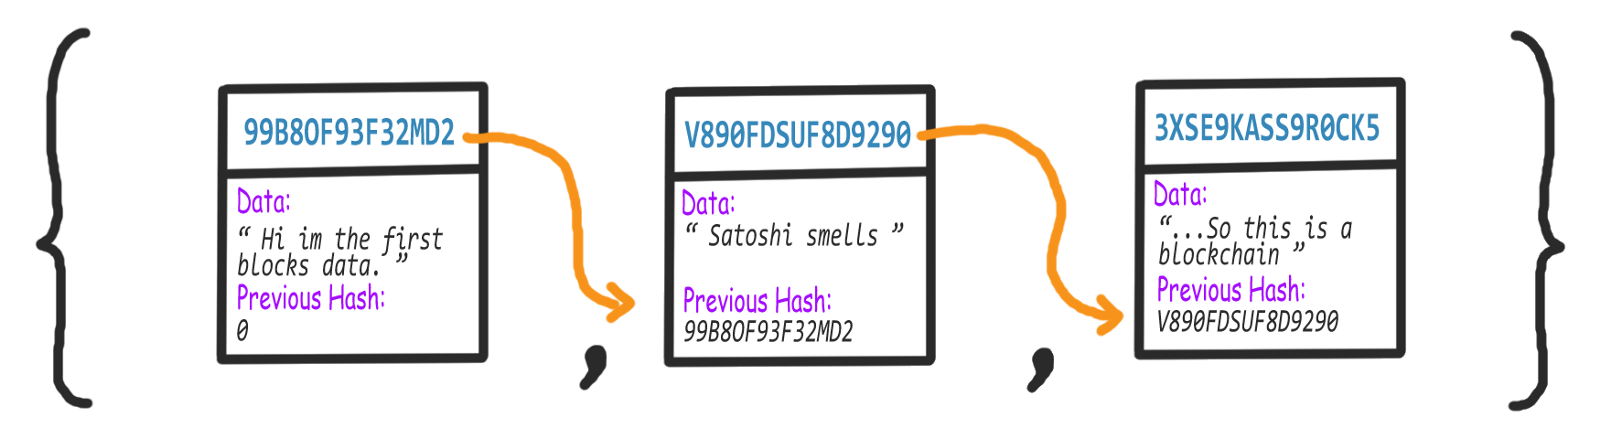 99B8OF93F32MD2
Data:
“ Hi im the first
blocks data. ”
Previous Hash:
0
,
V890FDSUF8D9290
Data:
“ Satoshi smells ”
Previous Hash:
99B8OF93F32MD2
,
3XSE9KASS9R0CK5
Data:
“...So this is a
blockchain ”
Previous Hash:
V890FDSUF8D9290